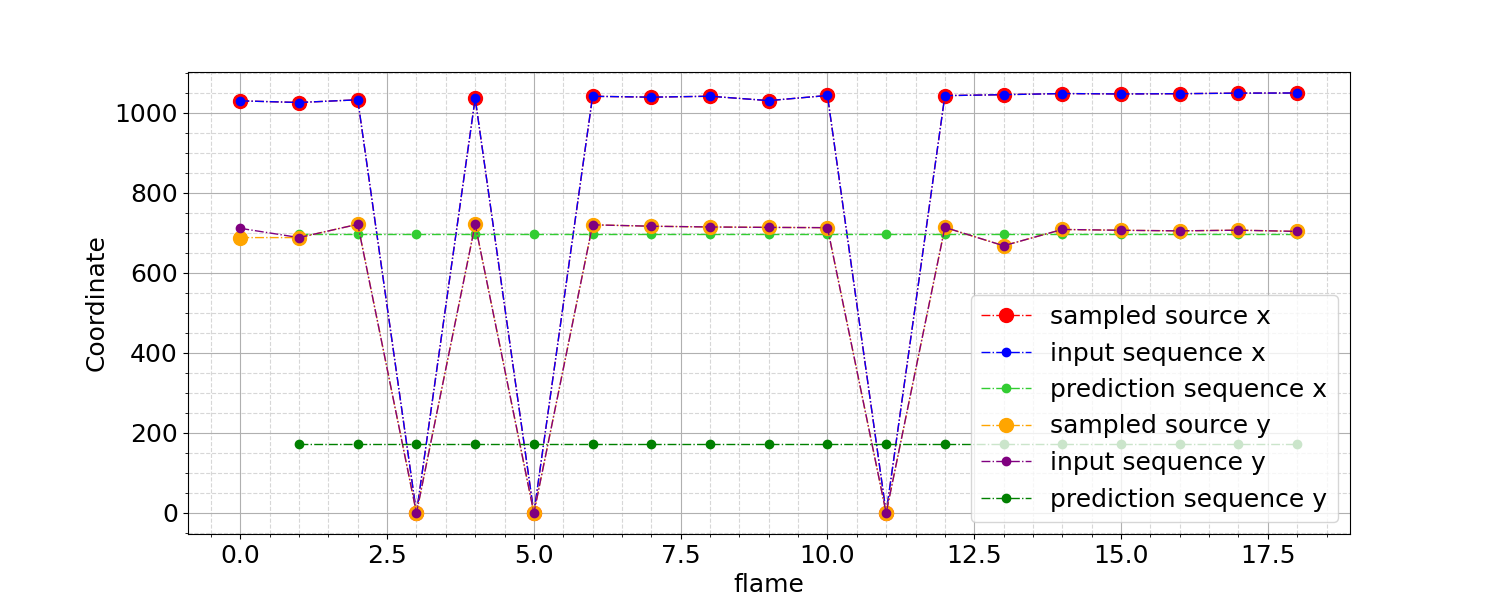 1000
800
600
400
200
0
Coordinate
0.0 2.5 5.0 7.5 10.0 12.5 15.0 17.5
flame
sampled source x
input sequence x
prediction sequence x
sampled source y
input sequence y
prediction sequence y